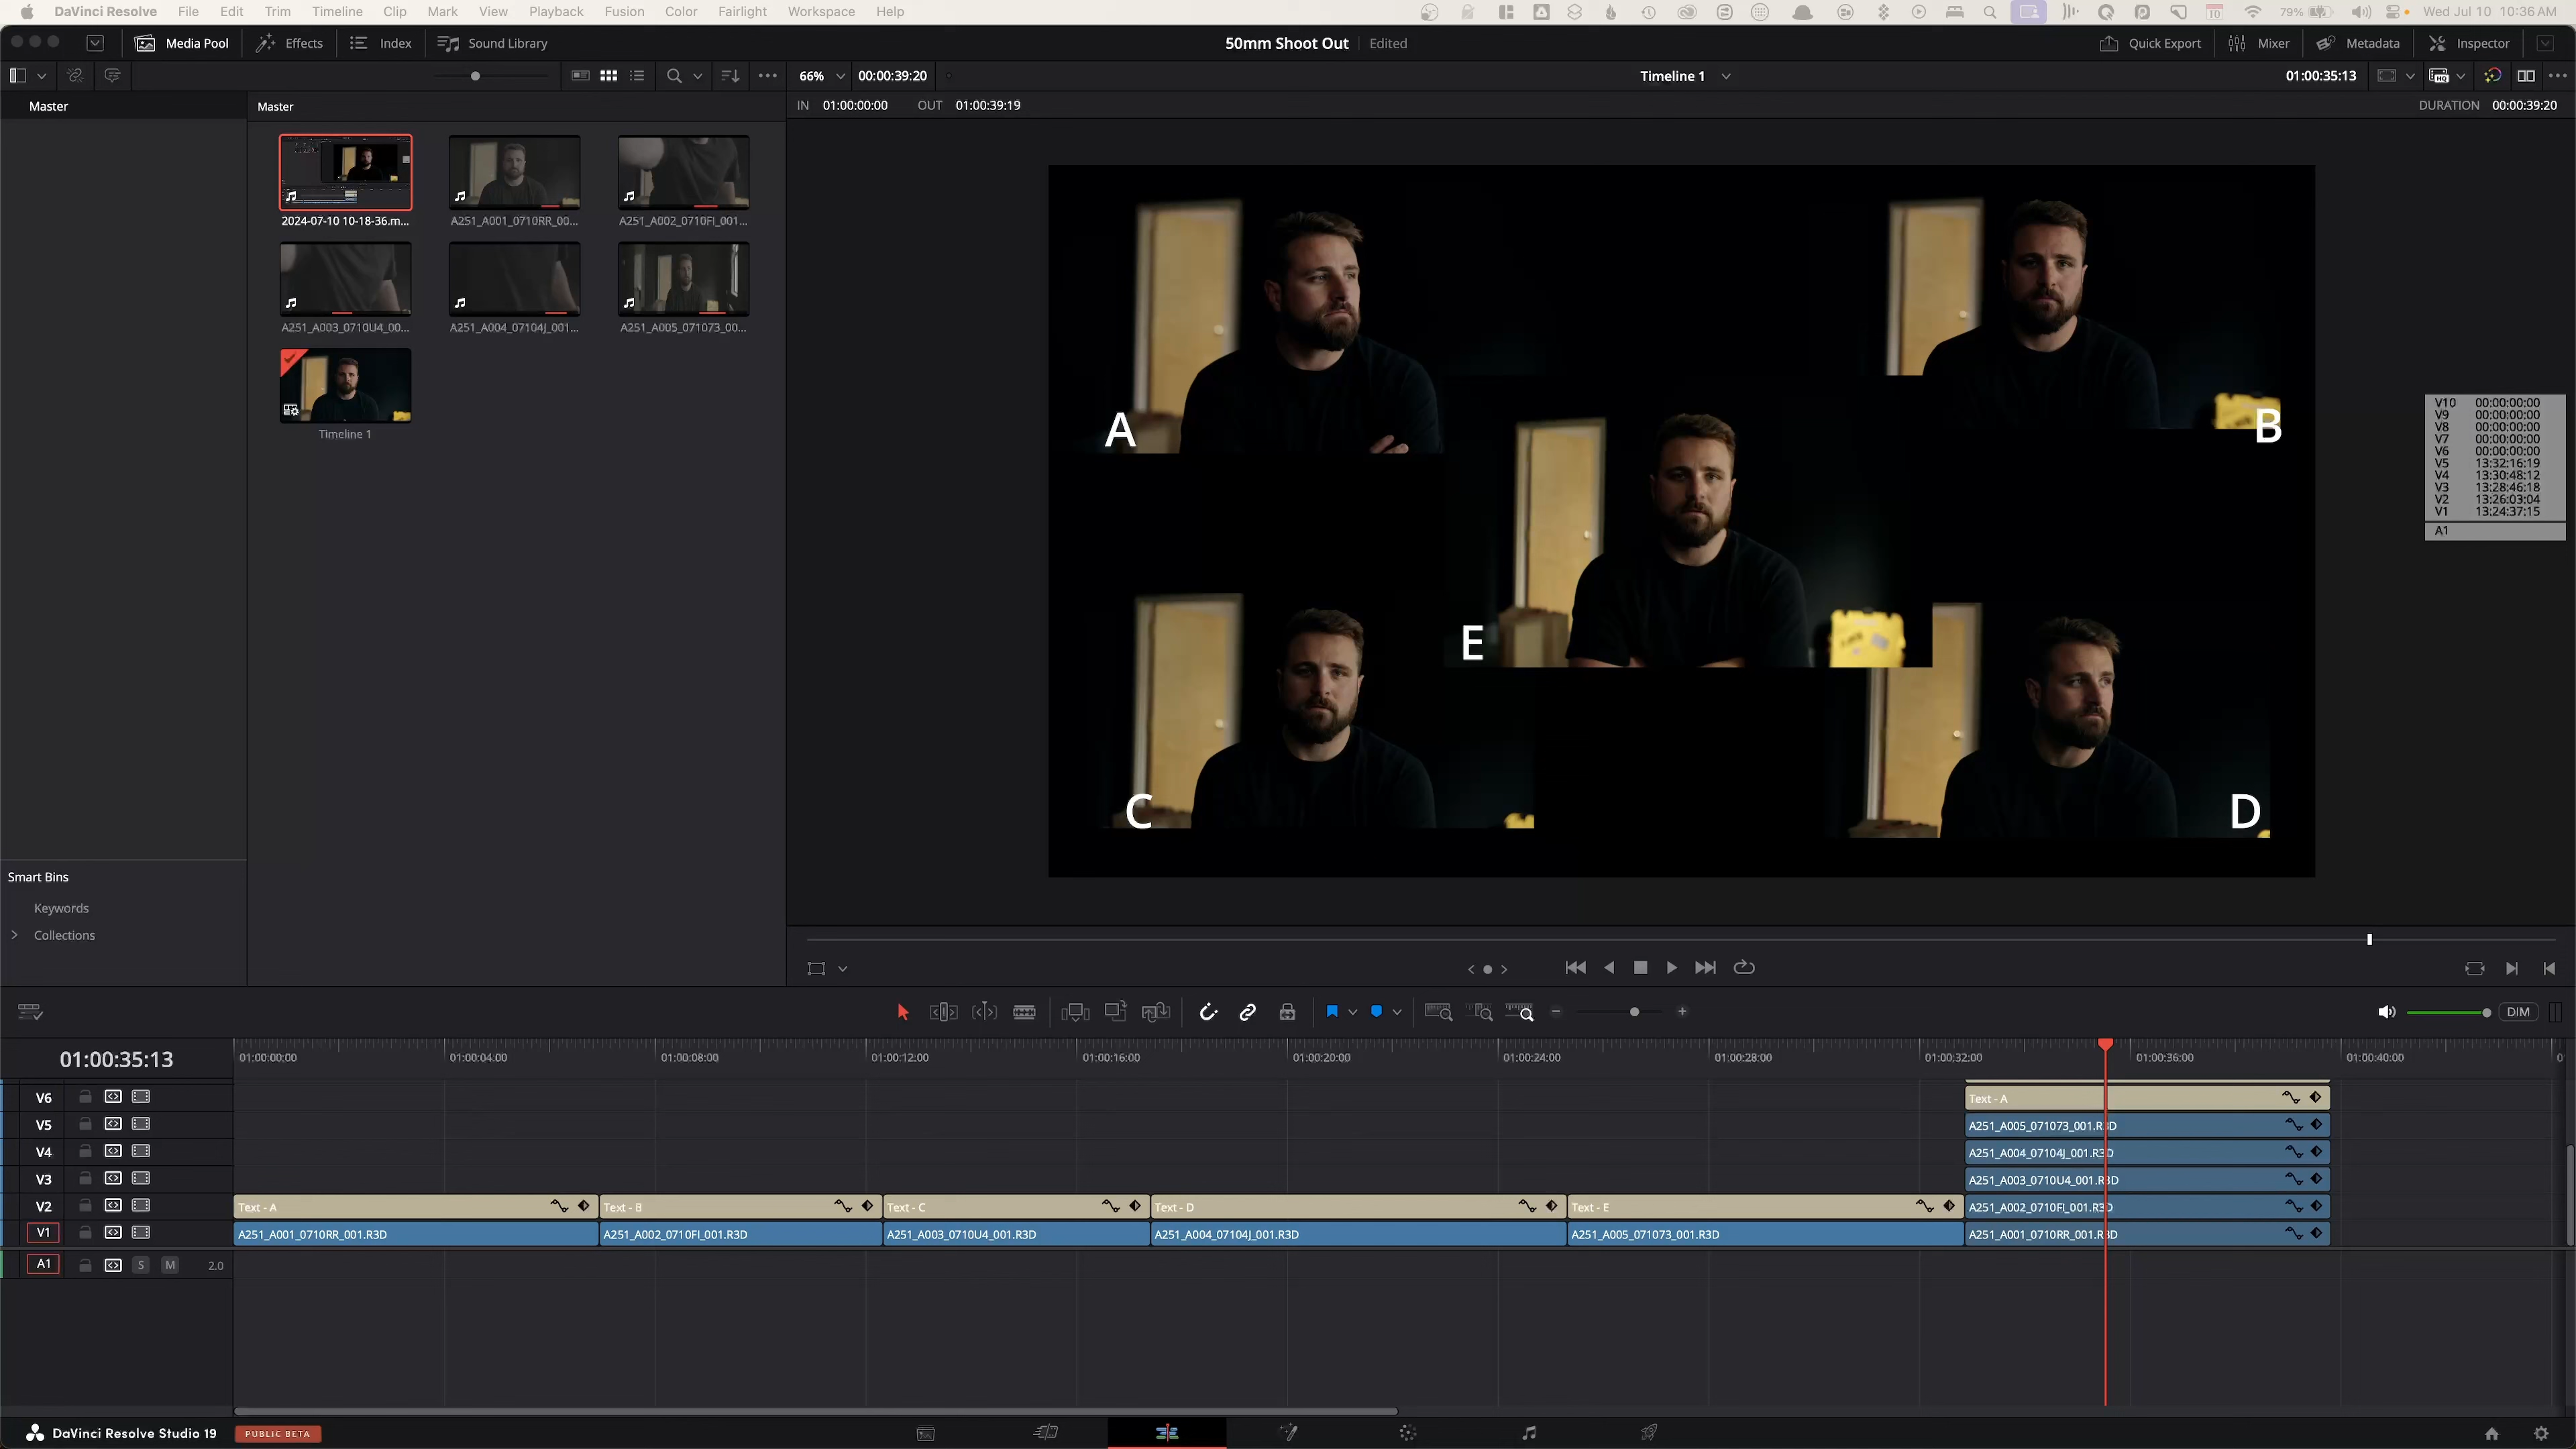 DaVinci Resolve File Edit Trim Timeline Clip Mark View Playback Fusion Color Fairlight Workspace Help 79% Wed Jul 10 10:36 AM
Media Pool Effects Index Sound Library 50mm Shoot Out Edited Quick Export Mixer Metadata Inspector
66% 00:00:39:20 Timeline 1 01:00:35:13
Master Master IN 01:00:00:00 OUT 01:00:39:19 DURATION 00:00:39:20
2024-07-10 10-18-36.m... A251_A001_0710RR_00... A251_A002_0710FI_001...
A251_A003_0710U4_00... A251_A004_07104J_001... A251_A005_071073_00...
Timeline 1
A
B
E
C
D
V10 00:00:00:00
V9 00:00:00:00
V8 00:00:00:00
V7 00:00:00:00
V6 00:00:00:00
V5 13:32:16:19
V4 13:30:48:12
V3 13:28:46:18
V2 13:26:03:04
V1 13:24:37:15
A1
Smart Bins
Keywords
Collections
DIM
01:00:35:13 01:00:00:00 01:00:04:00 01:00:08:00 01:00:12:00 01:00:16:00 01:00:20:00 01:00:24:00 01:00:28:00 01:00:32:00 01:00:36:00 01:00:40:00
V6 Text - A
V5 A251_A005_071073_001.R3D
V4 A251_A004_07104J_001.R3D
V3 A251_A003_0710U4_001.R3D
V2 Text - A Text - B Text - C Text - D Text - E A251_A002_0710FI_001.R3D
V1 A251_A001_0710RR_001.R3D A251_A002_0710FI_001.R3D A251_A003_0710U4_001.R3D A251_A004_07104J_001.R3D A251_A005_071073_001.R3D A251_A001_0710RR_001.R3D
A1 S M 2.0
DaVinci Resolve Studio 19 PUBLIC BETA